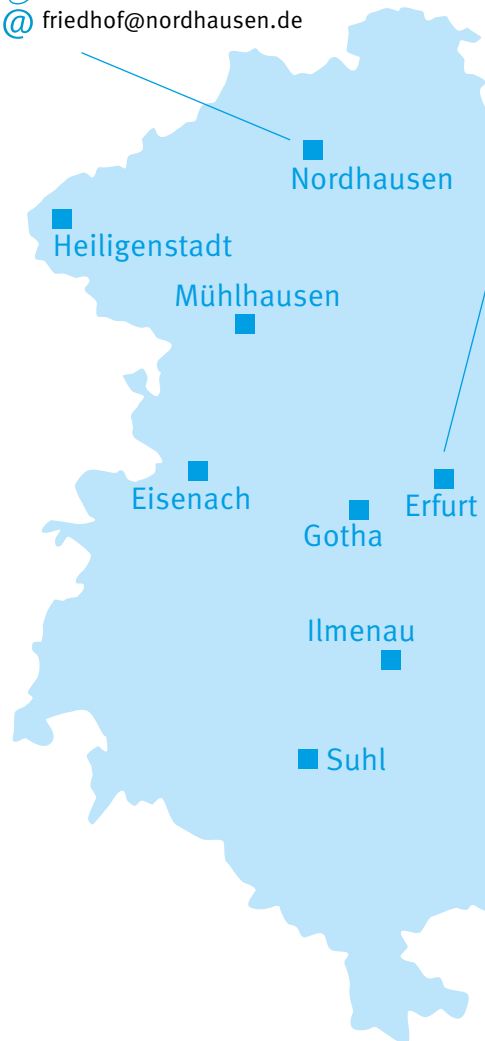 @ friedhof@nordhausen.de
Nordhausen
Heiligenstadt
Mühlhausen
Eisenach
Erfurt
Gotha
Ilmenau
Suhl